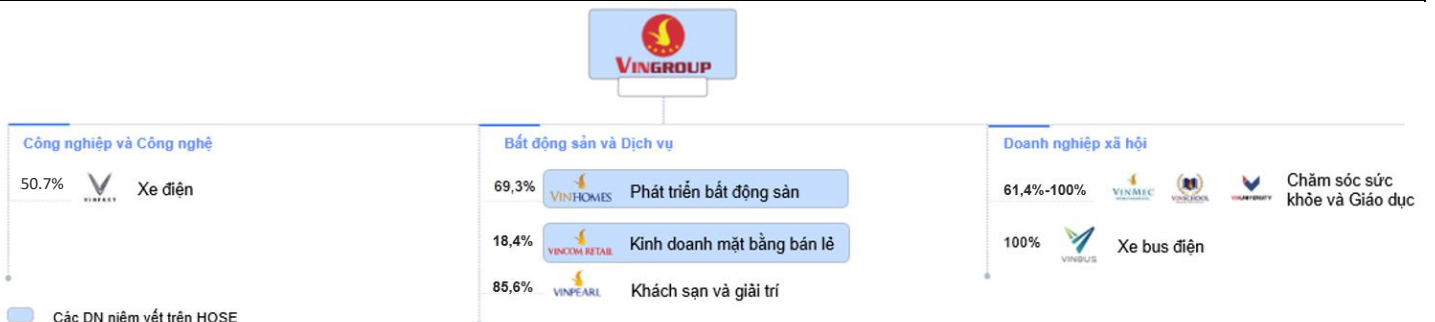 VINGROUP
Công nghiệp và Công nghệ
50.7%
VINFAST
Xe điện
Bất động sản và Dịch vụ
69,3%
VINHOMES
Phát triển bất động sản
18,4%
VINCOM RETAIL
Kinh doanh mặt bằng bán lẻ
85,6%
VINPEARL
Khách sạn và giải trí
Doanh nghiệp xã hội
61,4%-100%
VINMEC
VINSCHOOL
VINUNIVERSITY
Chăm sóc sức
khỏe và Giáo dục
100%
VINBUS
Xe bus điện
Các DN niêm yết trên HOSE